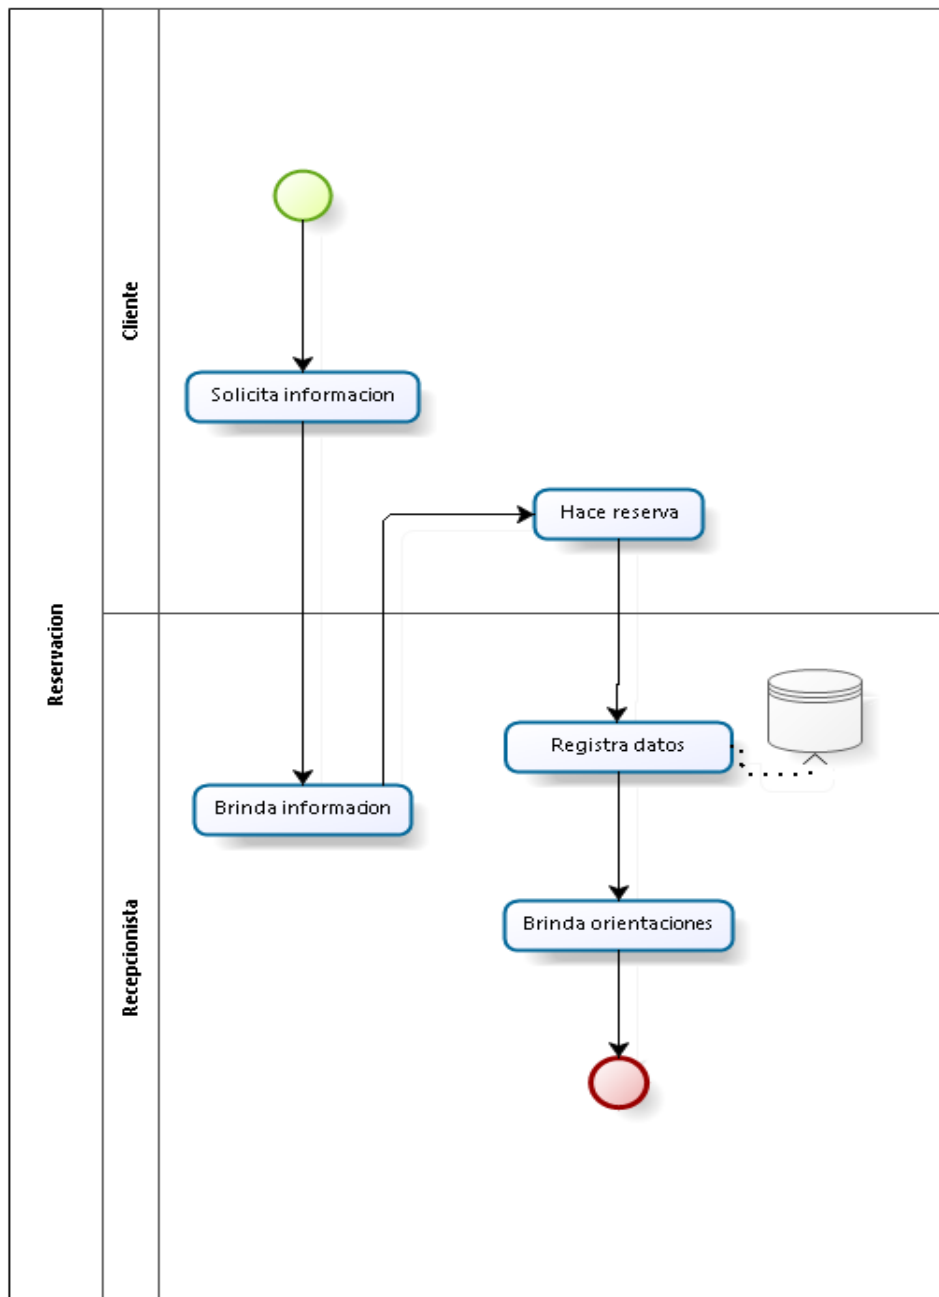 Reservacion
Cliente
Solicita informacion
Hace reserva
Recepcionista
Registra datos
Brinda informacion
Brinda orientaciones